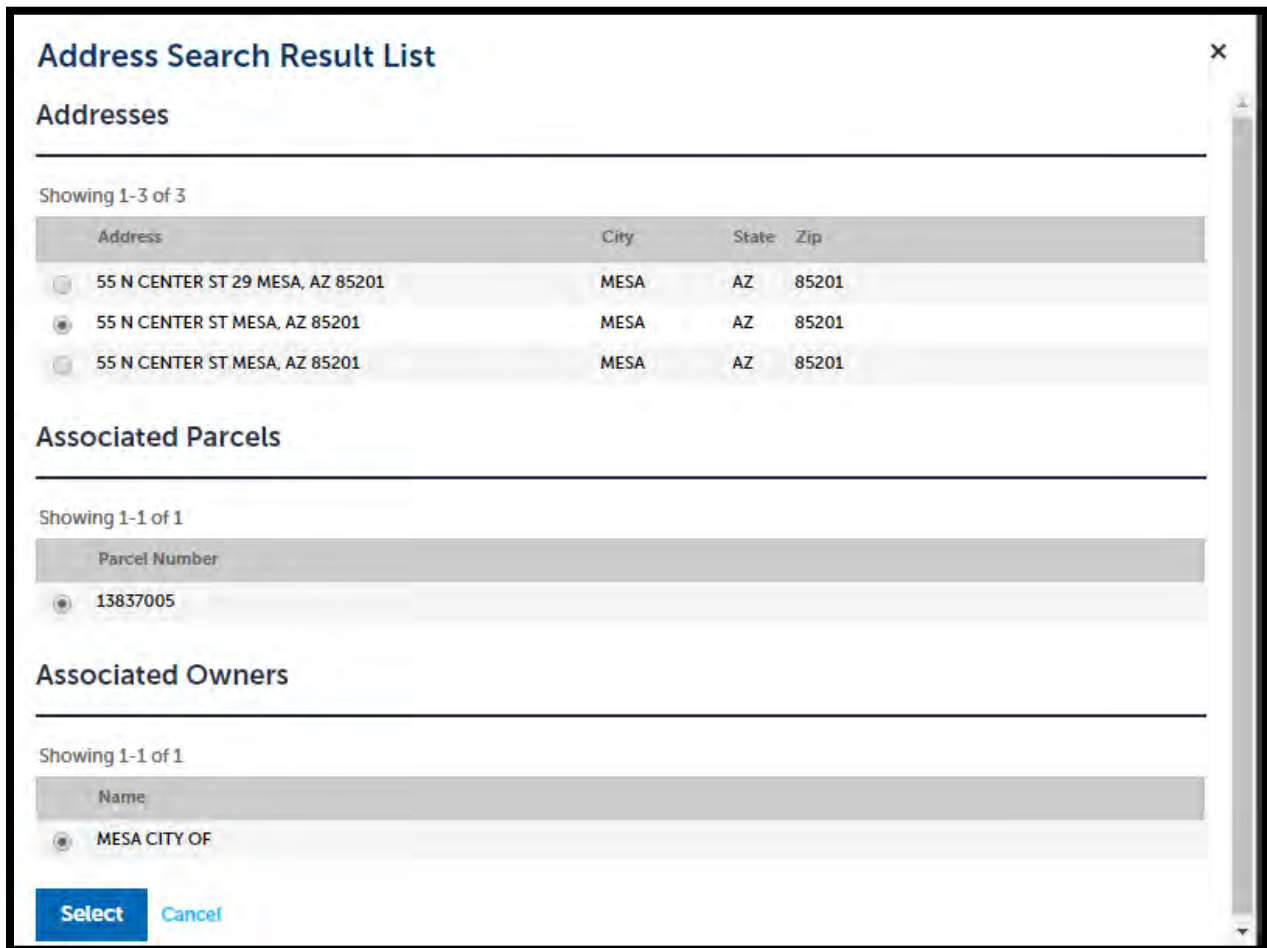 Address Search Result List
×
Addresses
Showing 1-3 of 3
Address City State Zip
55 N CENTER ST 29 MESA, AZ 85201 MESA AZ 85201
55 N CENTER ST MESA, AZ 85201 MESA AZ 85201
55 N CENTER ST MESA, AZ 85201 MESA AZ 85201
Associated Parcels
Showing 1-1 of 1
Parcel Number
13837005
Associated Owners
Showing 1-1 of 1
Name
MESA CITY OF
Select Cancel